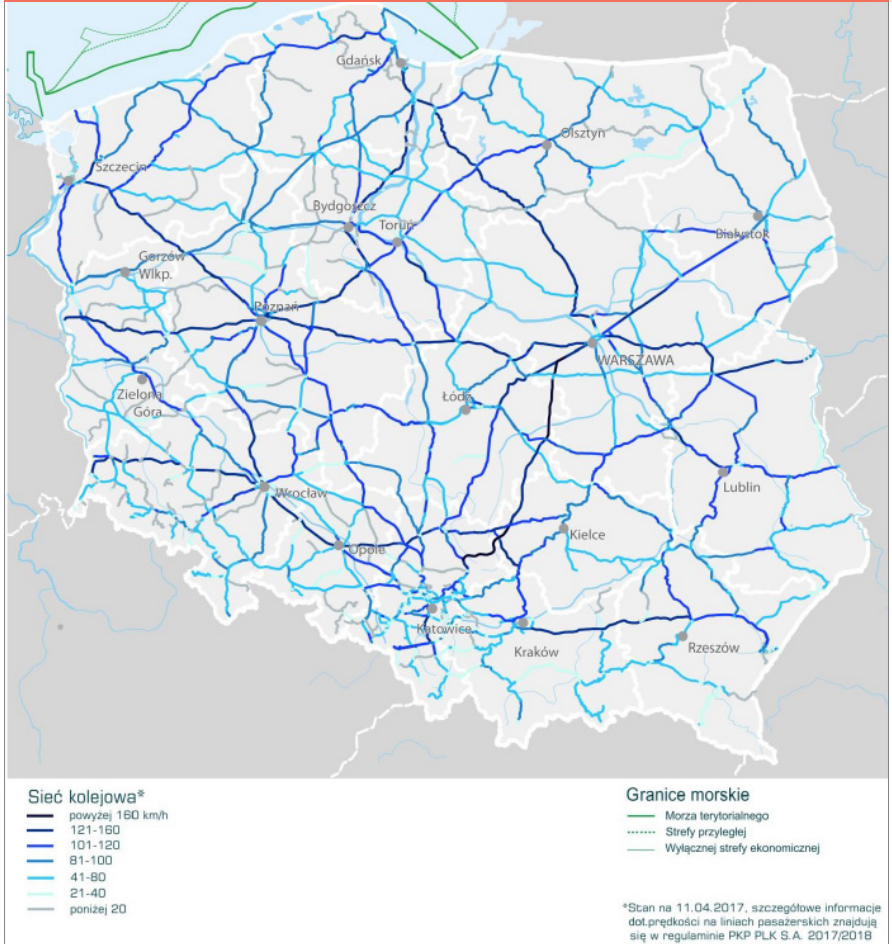 Gdańsk
Olsztyn
Szczecin
Bydgoszcz
Toruń
Białystok
Gorzów
Wlkp.
Poznań
WARSZAWA
Zielona
Góra
Łódź
Wrocław
Lublin
Opole
Kielce
Katowice
Kraków
Rzeszów
Sieć kolejowa*
powyżej 160 km/h
121-160
101-120
81-100
41-80
21-40
poniżej 20
Granice morskie
Morza terytorialnego
Strefy przyległej
Wyłącznej strefy ekonomicznej
*Stan na 11.04.2017, szczegółowe informacje
dot.prędkości na liniach pasażerskich znajdują
się w regulaminie PKP PLK S.A. 2017/2018